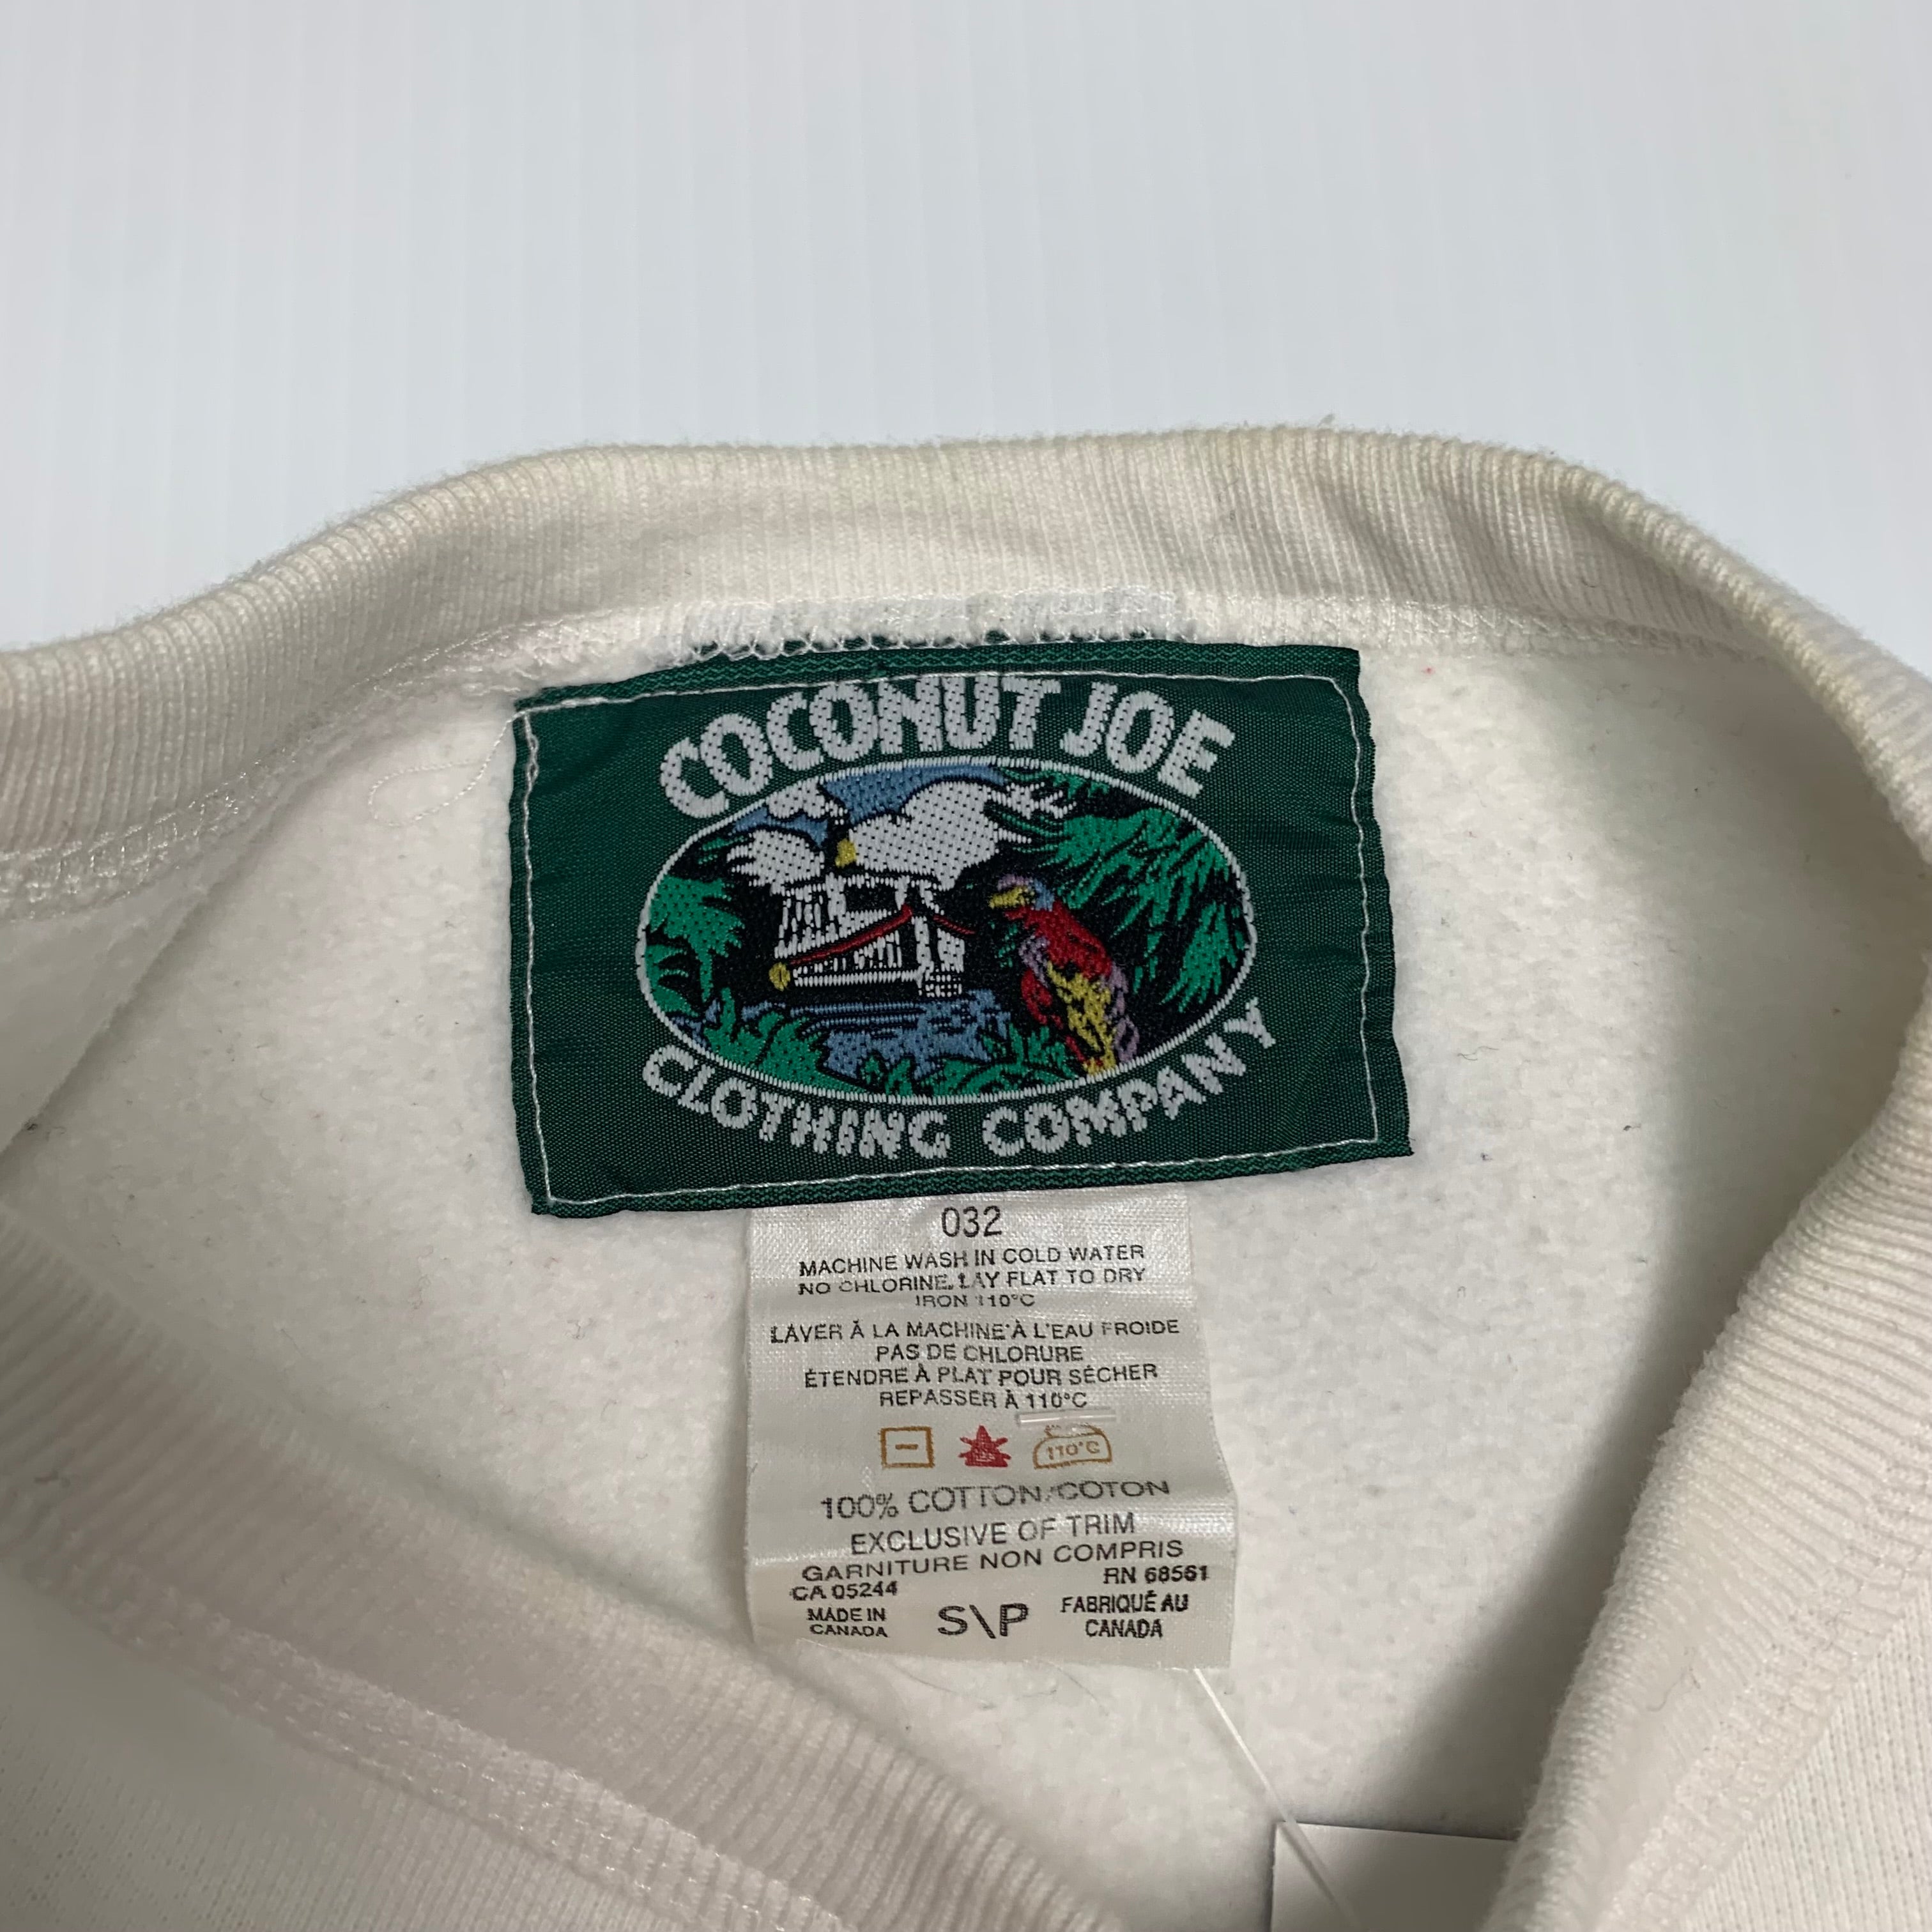 COCONUT JOE
CLOTHING COMPANY
032
MACHINE WASH IN COLD WATER
NO CHLORINE. LAY FLAT TO DRY
IRON 110°C
LAVER À LA MACHINE À L'EAU FROIDE
PAS DE CHLORURE
ÉTENDRE À PLAT POUR SÉCHER
REPASSER À 110°C
110°C
100% COTTON/COTON
EXCLUSIVE OF TRIM
GARNITURE NON COMPRIS
CA 05244 RN 68561
MADE IN CANADA
S\P
FABRIQUÉ AU CANADA